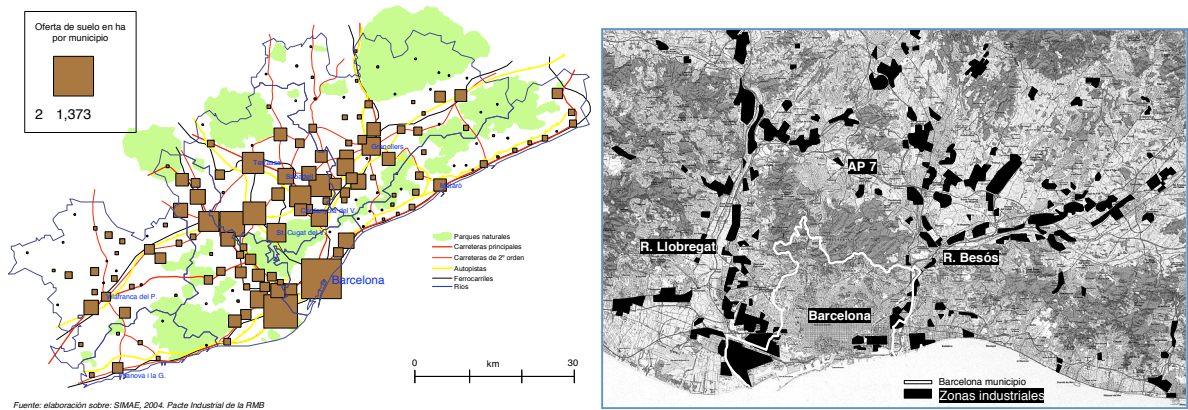 Oferta de suelo en ha
por municipio
2 1,373
Granollers
Terrassa
Sabadell
Mataró
Cerdanyola del V.
St. Cugat del V.
Barcelona
Vilafranca del P.
Vilanova i la G.
Parques naturales
Carreteras principales
Carreteras de 2º orden
Autopistas
Ferrocarriles
Ríos
km
0 30
Fuente: elaboración sobre: SIMAE, 2004. Pacte Industrial de la RMB
AP 7
R. Llobregat
R. Besós
Barcelona
Barcelona municipio
Zonas industriales